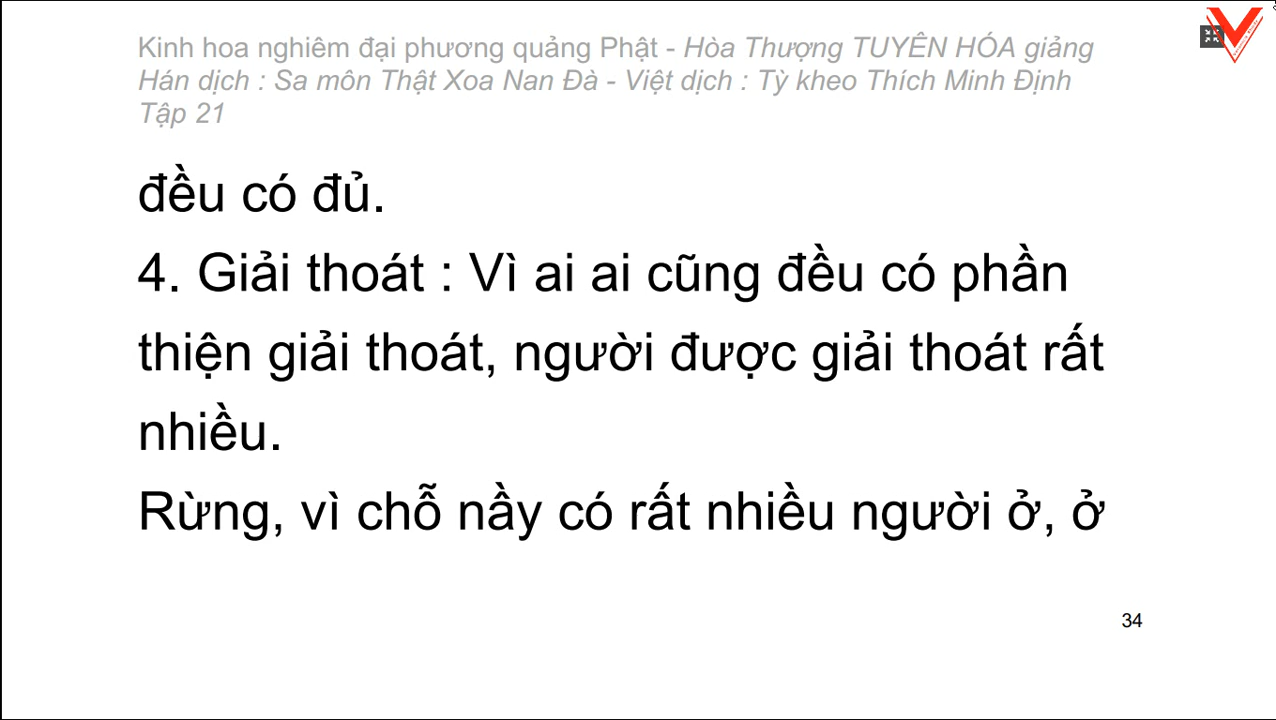 Kinh hoa nghiêm đại phương quảng Phật - Hòa Thượng TUYÊN HÓA giảng
Hán dịch : Sa môn Thật Xoa Nan Đà - Việt dịch : Tỳ kheo Thích Minh Định
Tập 21
đều có đủ.
4. Giải thoát : Vì ai ai cũng đều có phần
thiện giải thoát, người được giải thoát rất
nhiều.
Rừng, vì chỗ nầy có rất nhiều người ở, ở
34